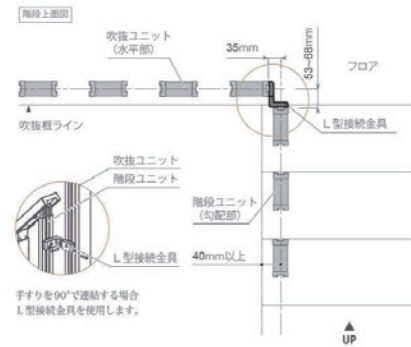 階段上面図
吹抜ユニット
(水平部)
35mm
53~68mm
フロア
吹抜框ライン
L型接続金具
吹抜ユニット
階段ユニット
階段ユニット
(勾配部)
L型接続金具
40mm以上
手すりを90°で連結する場合
L型接続金具を使用します。
UP